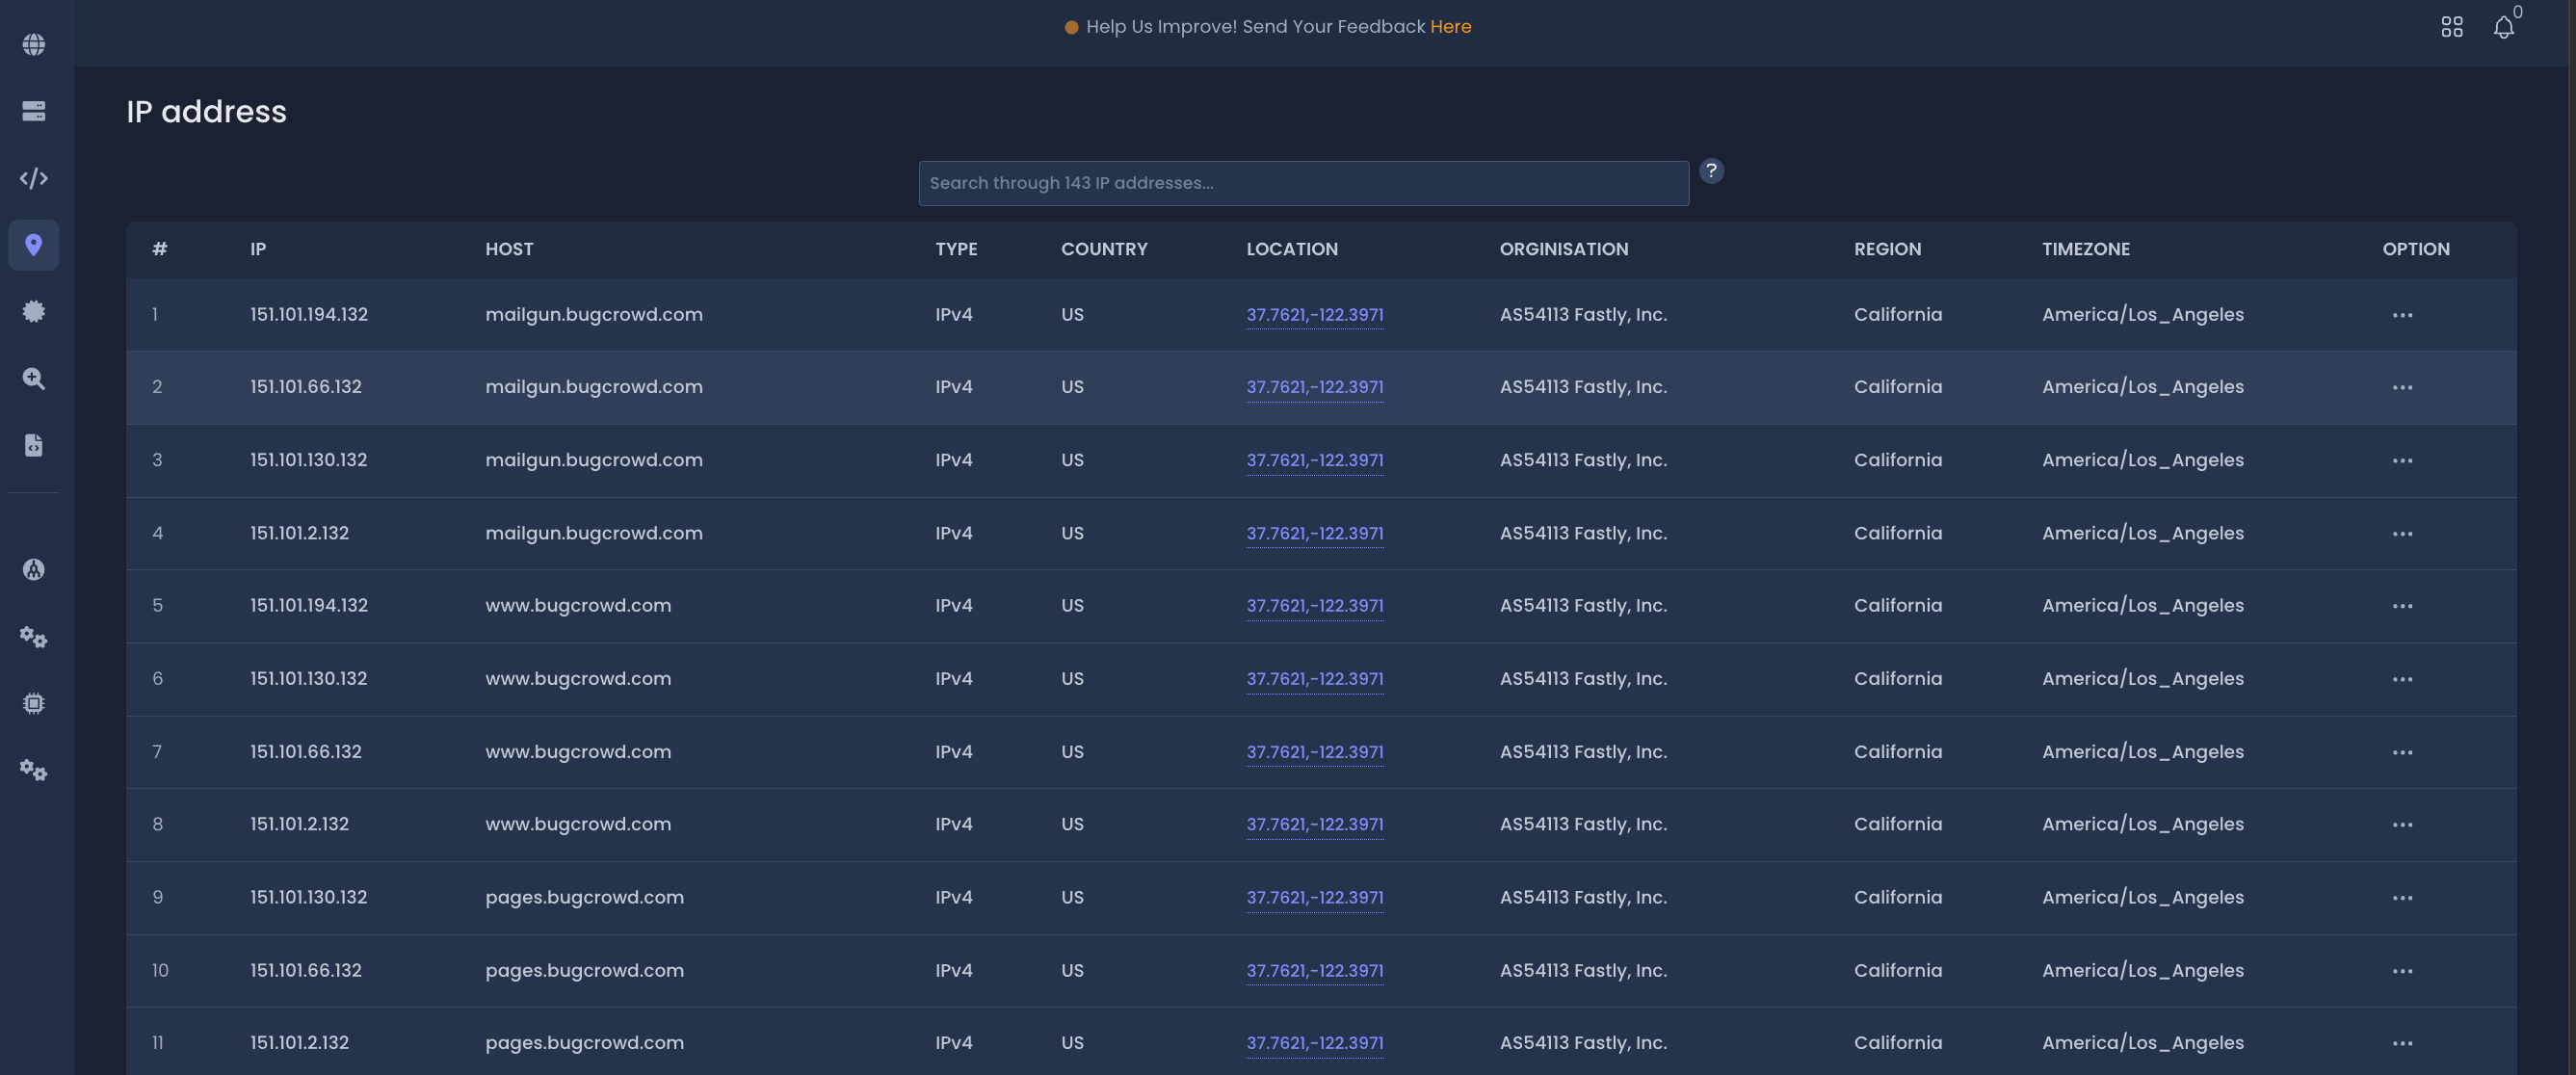 Help Us Improve! Send Your Feedback Here
0
IP address
Search through 143 IP addresses...
?
# IP HOST TYPE COUNTRY LOCATION ORGINISATION REGION TIMEZONE OPTION
1 151.101.194.132 mailgun.bugcrowd.com IPv4 US 37.7621,-122.3971 AS54113 Fastly, Inc. California America/Los_Angeles ...
2 151.101.66.132 mailgun.bugcrowd.com IPv4 US 37.7621,-122.3971 AS54113 Fastly, Inc. California America/Los_Angeles ...
3 151.101.130.132 mailgun.bugcrowd.com IPv4 US 37.7621,-122.3971 AS54113 Fastly, Inc. California America/Los_Angeles ...
4 151.101.2.132 mailgun.bugcrowd.com IPv4 US 37.7621,-122.3971 AS54113 Fastly, Inc. California America/Los_Angeles ...
5 151.101.194.132 www.bugcrowd.com IPv4 US 37.7621,-122.3971 AS54113 Fastly, Inc. California America/Los_Angeles ...
6 151.101.130.132 www.bugcrowd.com IPv4 US 37.7621,-122.3971 AS54113 Fastly, Inc. California America/Los_Angeles ...
7 151.101.66.132 www.bugcrowd.com IPv4 US 37.7621,-122.3971 AS54113 Fastly, Inc. California America/Los_Angeles ...
8 151.101.2.132 www.bugcrowd.com IPv4 US 37.7621,-122.3971 AS54113 Fastly, Inc. California America/Los_Angeles ...
9 151.101.130.132 pages.bugcrowd.com IPv4 US 37.7621,-122.3971 AS54113 Fastly, Inc. California America/Los_Angeles ...
10 151.101.66.132 pages.bugcrowd.com IPv4 US 37.7621,-122.3971 AS54113 Fastly, Inc. California America/Los_Angeles ...
11 151.101.2.132 pages.bugcrowd.com IPv4 US 37.7621,-122.3971 AS54113 Fastly, Inc. California America/Los_Angeles ...